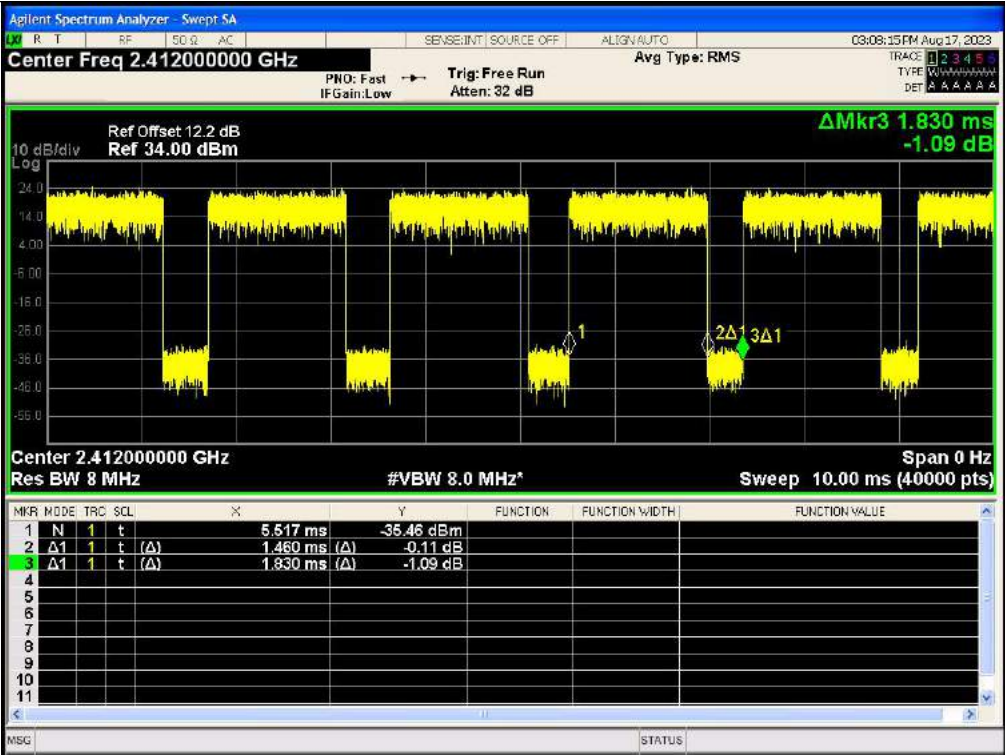 Agilent Spectrum Analyzer - Swept SA
LXI R T RF 50 Ω AC SENSE:INT SOURCE OFF ALIGN AUTO 03:08:15 PM Aug 17, 2023
Center Freq 2.412000000 GHz
PNO: Fast
IFGain:Low
Trig: Free Run
Atten: 32 dB
Avg Type: RMS
TRACE 1 2 3 4 5 6
TYPE W
DET A A A A A A
ΔMkr3 1.830 ms
-1.09 dB
Ref Offset 12.2 dB
10 dB/div Ref 34.00 dBm
Log
24.0
14.0
4.00
-6.00
-16.0
-26.0
-36.0
-46.0
-56.0
1
2Δ1
3Δ1
Center 2.412000000 GHz Span 0 Hz
Res BW 8 MHz #VBW 8.0 MHz* Sweep 10.00 ms (40000 pts)
MKR MODE TRC SCL X Y FUNCTION FUNCTION WIDTH FUNCTION VALUE
1 N 1 t 5.517 ms -35.46 dBm
2 Δ1 1 t (Δ) 1.460 ms (Δ) -0.11 dB
3 Δ1 1 t (Δ) 1.830 ms (Δ) -1.09 dB
4
5
6
7
8
9
10
11
MSG STATUS